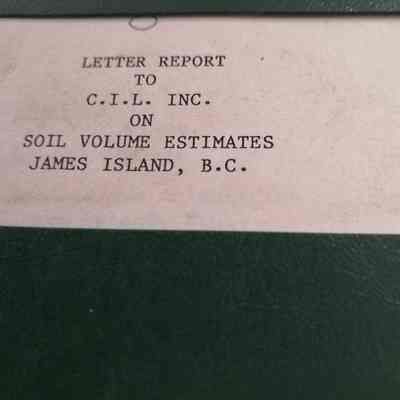 LETTER REPORT
TO
C.I.L. INC.
ON
SOIL VOLUME ESTIMATES
JAMES ISLAND, B.C.